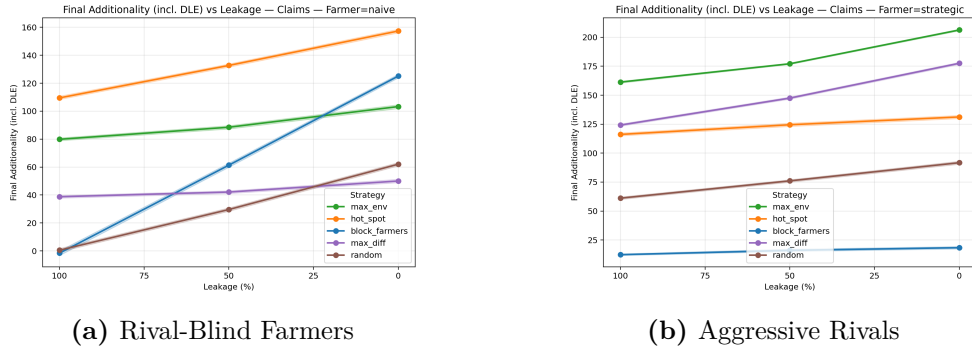 Final Additionality (incl. DLE) vs Leakage — Claims — Farmer=naive
Final Additionality (incl. DLE)
160
140
120
100
80
60
40
20
0
100
75
50
25
0
Leakage (%)
Strategy
max_env
hot_spot
block_farmers
max_diff
random
(a) Rival-Blind Farmers
Final Additionality (incl. DLE) vs Leakage — Claims — Farmer=strategic
Final Additionality (incl. DLE)
200
175
150
125
100
75
50
25
100
75
50
25
0
Leakage (%)
Strategy
max_env
hot_spot
block_farmers
max_diff
random
(b) Aggressive Rivals